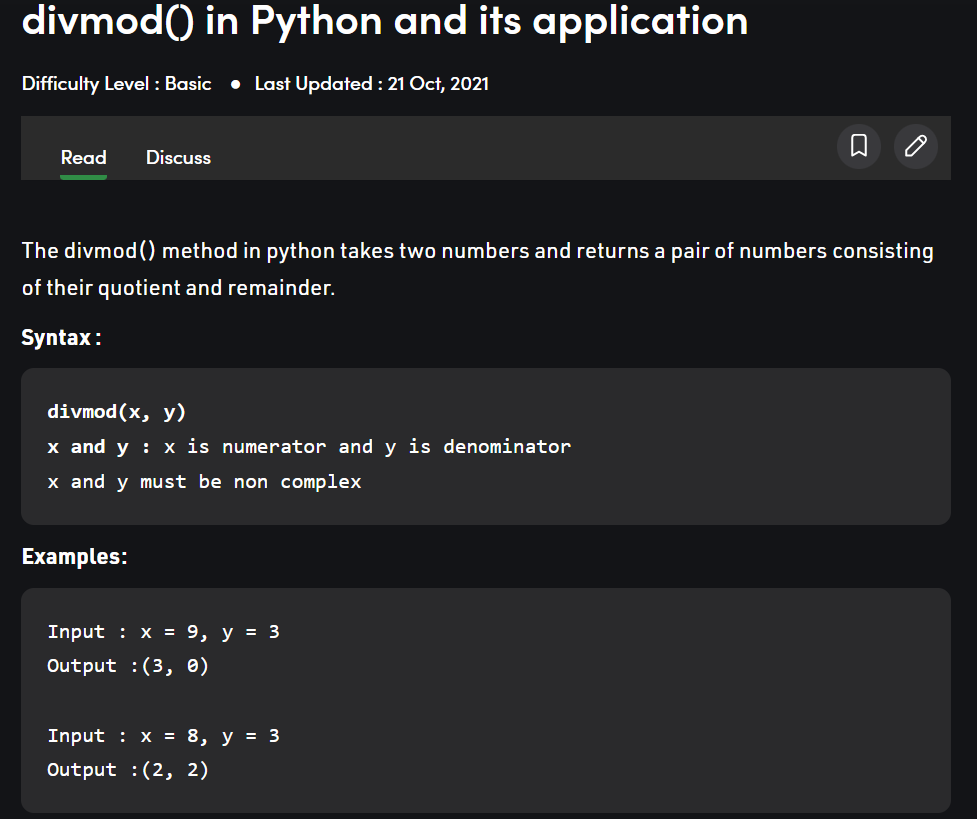 divmod() in Python and its application
Difficulty Level : Basic ● Last Updated : 21 Oct, 2021
Read Discuss
The divmod() method in python takes two numbers and returns a pair of numbers consisting
of their quotient and remainder.
Syntax :
divmod(x, y)
x and y : x is numerator and y is denominator
x and y must be non complex
Examples:
Input : x = 9, y = 3
Output :(3, 0)
Input : x = 8, y = 3
Output :(2, 2)